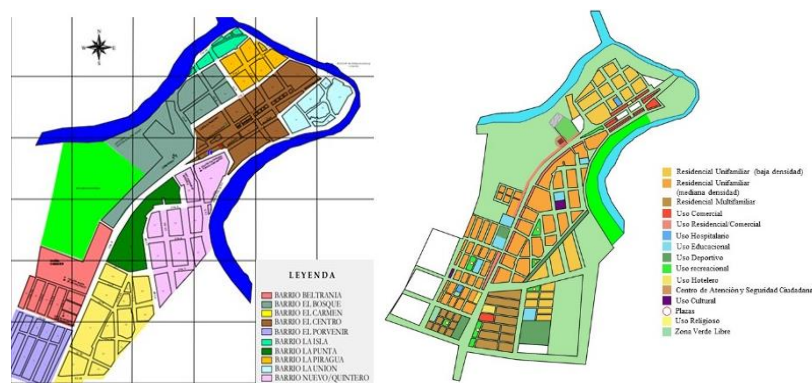 LEYENDA
BARRIO BELTRANIA
BARRIO EL BOSQUE
BARRIO EL CARMEN
BARRIO EL CENTRO
BARRIO EL PORVENIR
BARRIO LA ISLA
BARRIO LA PUNTA
BARRIO LA PIRAGUA
BARRIO LA UNION
BARRIO NUEVO/QUINTERO
Residencial Unifamiliar (baja densidad)
Residencial Unifamiliar
(mediana densidad)
Residencial Multifamiliar
Uso Comercial
Uso Residencial/Comercial
Uso Hospitalario
Uso Educacional
Uso Deportivo
Uso recreacional
Uso Hotelero
Centro de Atención y Seguridad Ciudadana
Uso Cultural
Plazas
Uso Religioso
Zona Verde Libre